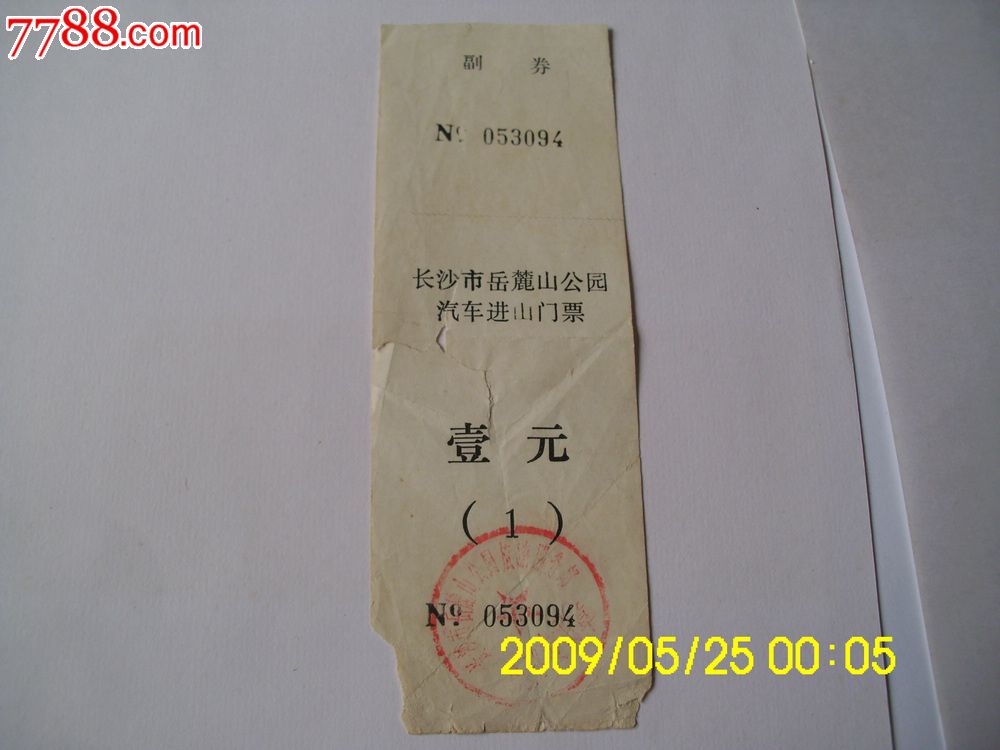 7788.com
副 券
№ 053094
长沙市岳麓山公园
汽车进山门票
壹 元
( 1 )
№ 053094
2009/05/25 00:05